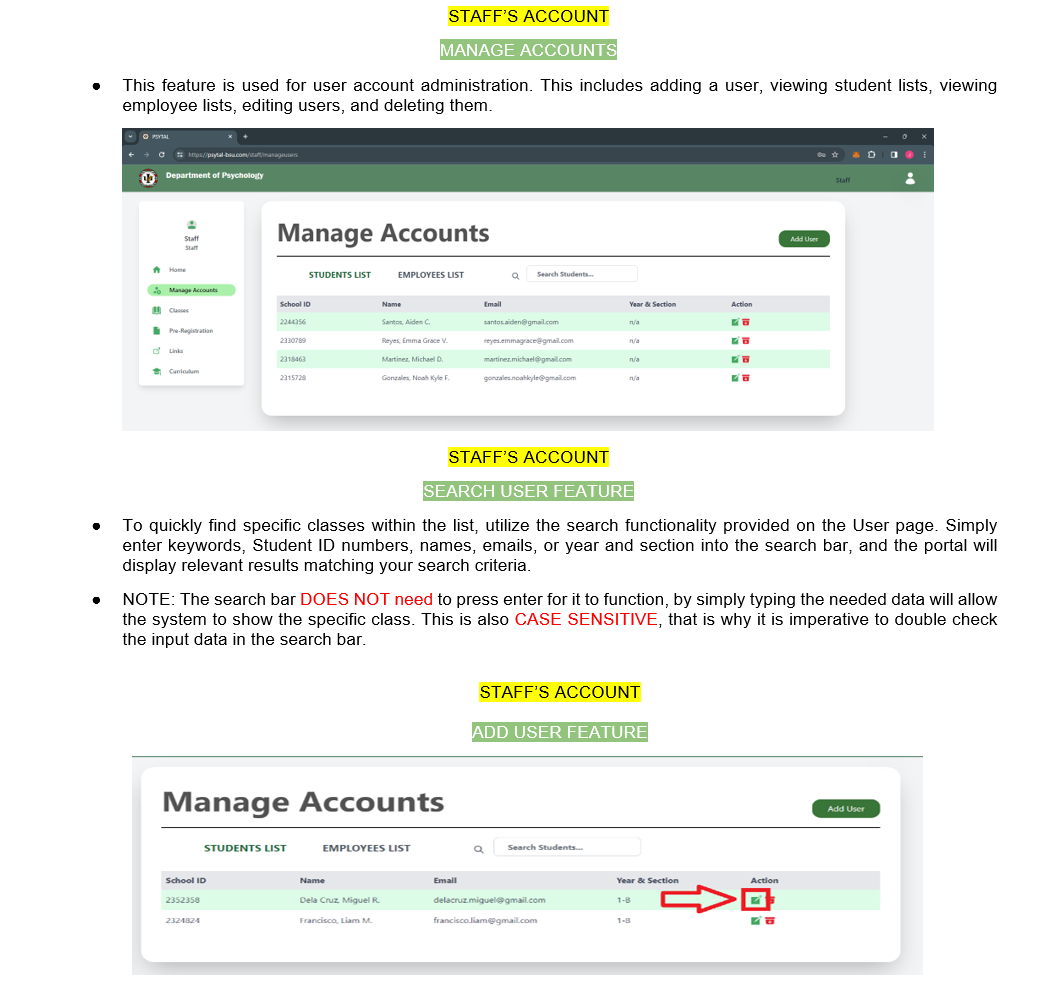 STAFF’S ACCOUNT
MANAGE ACCOUNTS
● This feature is used for user account administration. This includes adding a user, viewing student lists, viewing
employee lists, editing users, and deleting them.
PSYTAL
https://psytal-bsu.com/staff/manageusers
Department of Psychology
Staff
Staff
Staff
Home
Manage Accounts
Classes
Pre-Registration
Links
Curriculum
Manage Accounts
Add User
STUDENTS LIST EMPLOYEES LIST Search Students...
School ID Name Email Year & Section Action
2244356 Santos, Aiden C. santos.aiden@gmail.com n/a
2330789 Reyes, Emma Grace V. reyes.emmagrace@gmail.com n/a
2318463 Martinez, Michael D. martinez.michael@gmail.com n/a
2315728 Gonzales, Noah Kyle F. gonzales.noahkyle@gmail.com n/a
STAFF’S ACCOUNT
SEARCH USER FEATURE
● To quickly find specific classes within the list, utilize the search functionality provided on the User page. Simply
enter keywords, Student ID numbers, names, emails, or year and section into the search bar, and the portal will
display relevant results matching your search criteria.
● NOTE: The search bar DOES NOT need to press enter for it to function, by simply typing the needed data will allow
the system to show the specific class. This is also CASE SENSITIVE, that is why it is imperative to double check
the input data in the search bar.
STAFF’S ACCOUNT
ADD USER FEATURE
Manage Accounts
Add User
STUDENTS LIST EMPLOYEES LIST Search Students...
School ID Name Email Year & Section Action
2352358 Dela Cruz, Miguel R. delacruz.miguel@gmail.com 1-B
2324824 Francisco, Liam M. francisco.liam@gmail.com 1-B